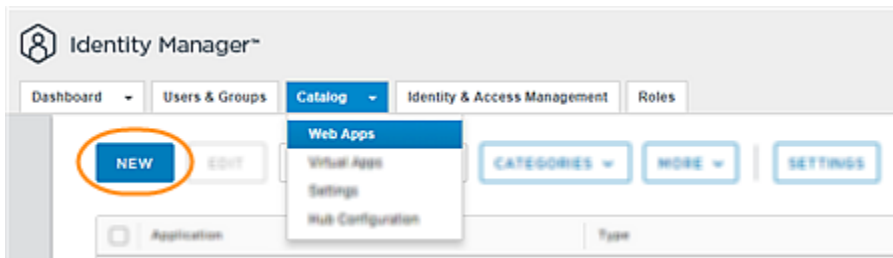 Identity Manager™
Dashboard Users & Groups Catalog Identity & Access Management Roles
Web Apps
NEW EDIT Virtual Apps CATEGORIES MORE SETTINGS
Settings
Hub Configuration
Application Type